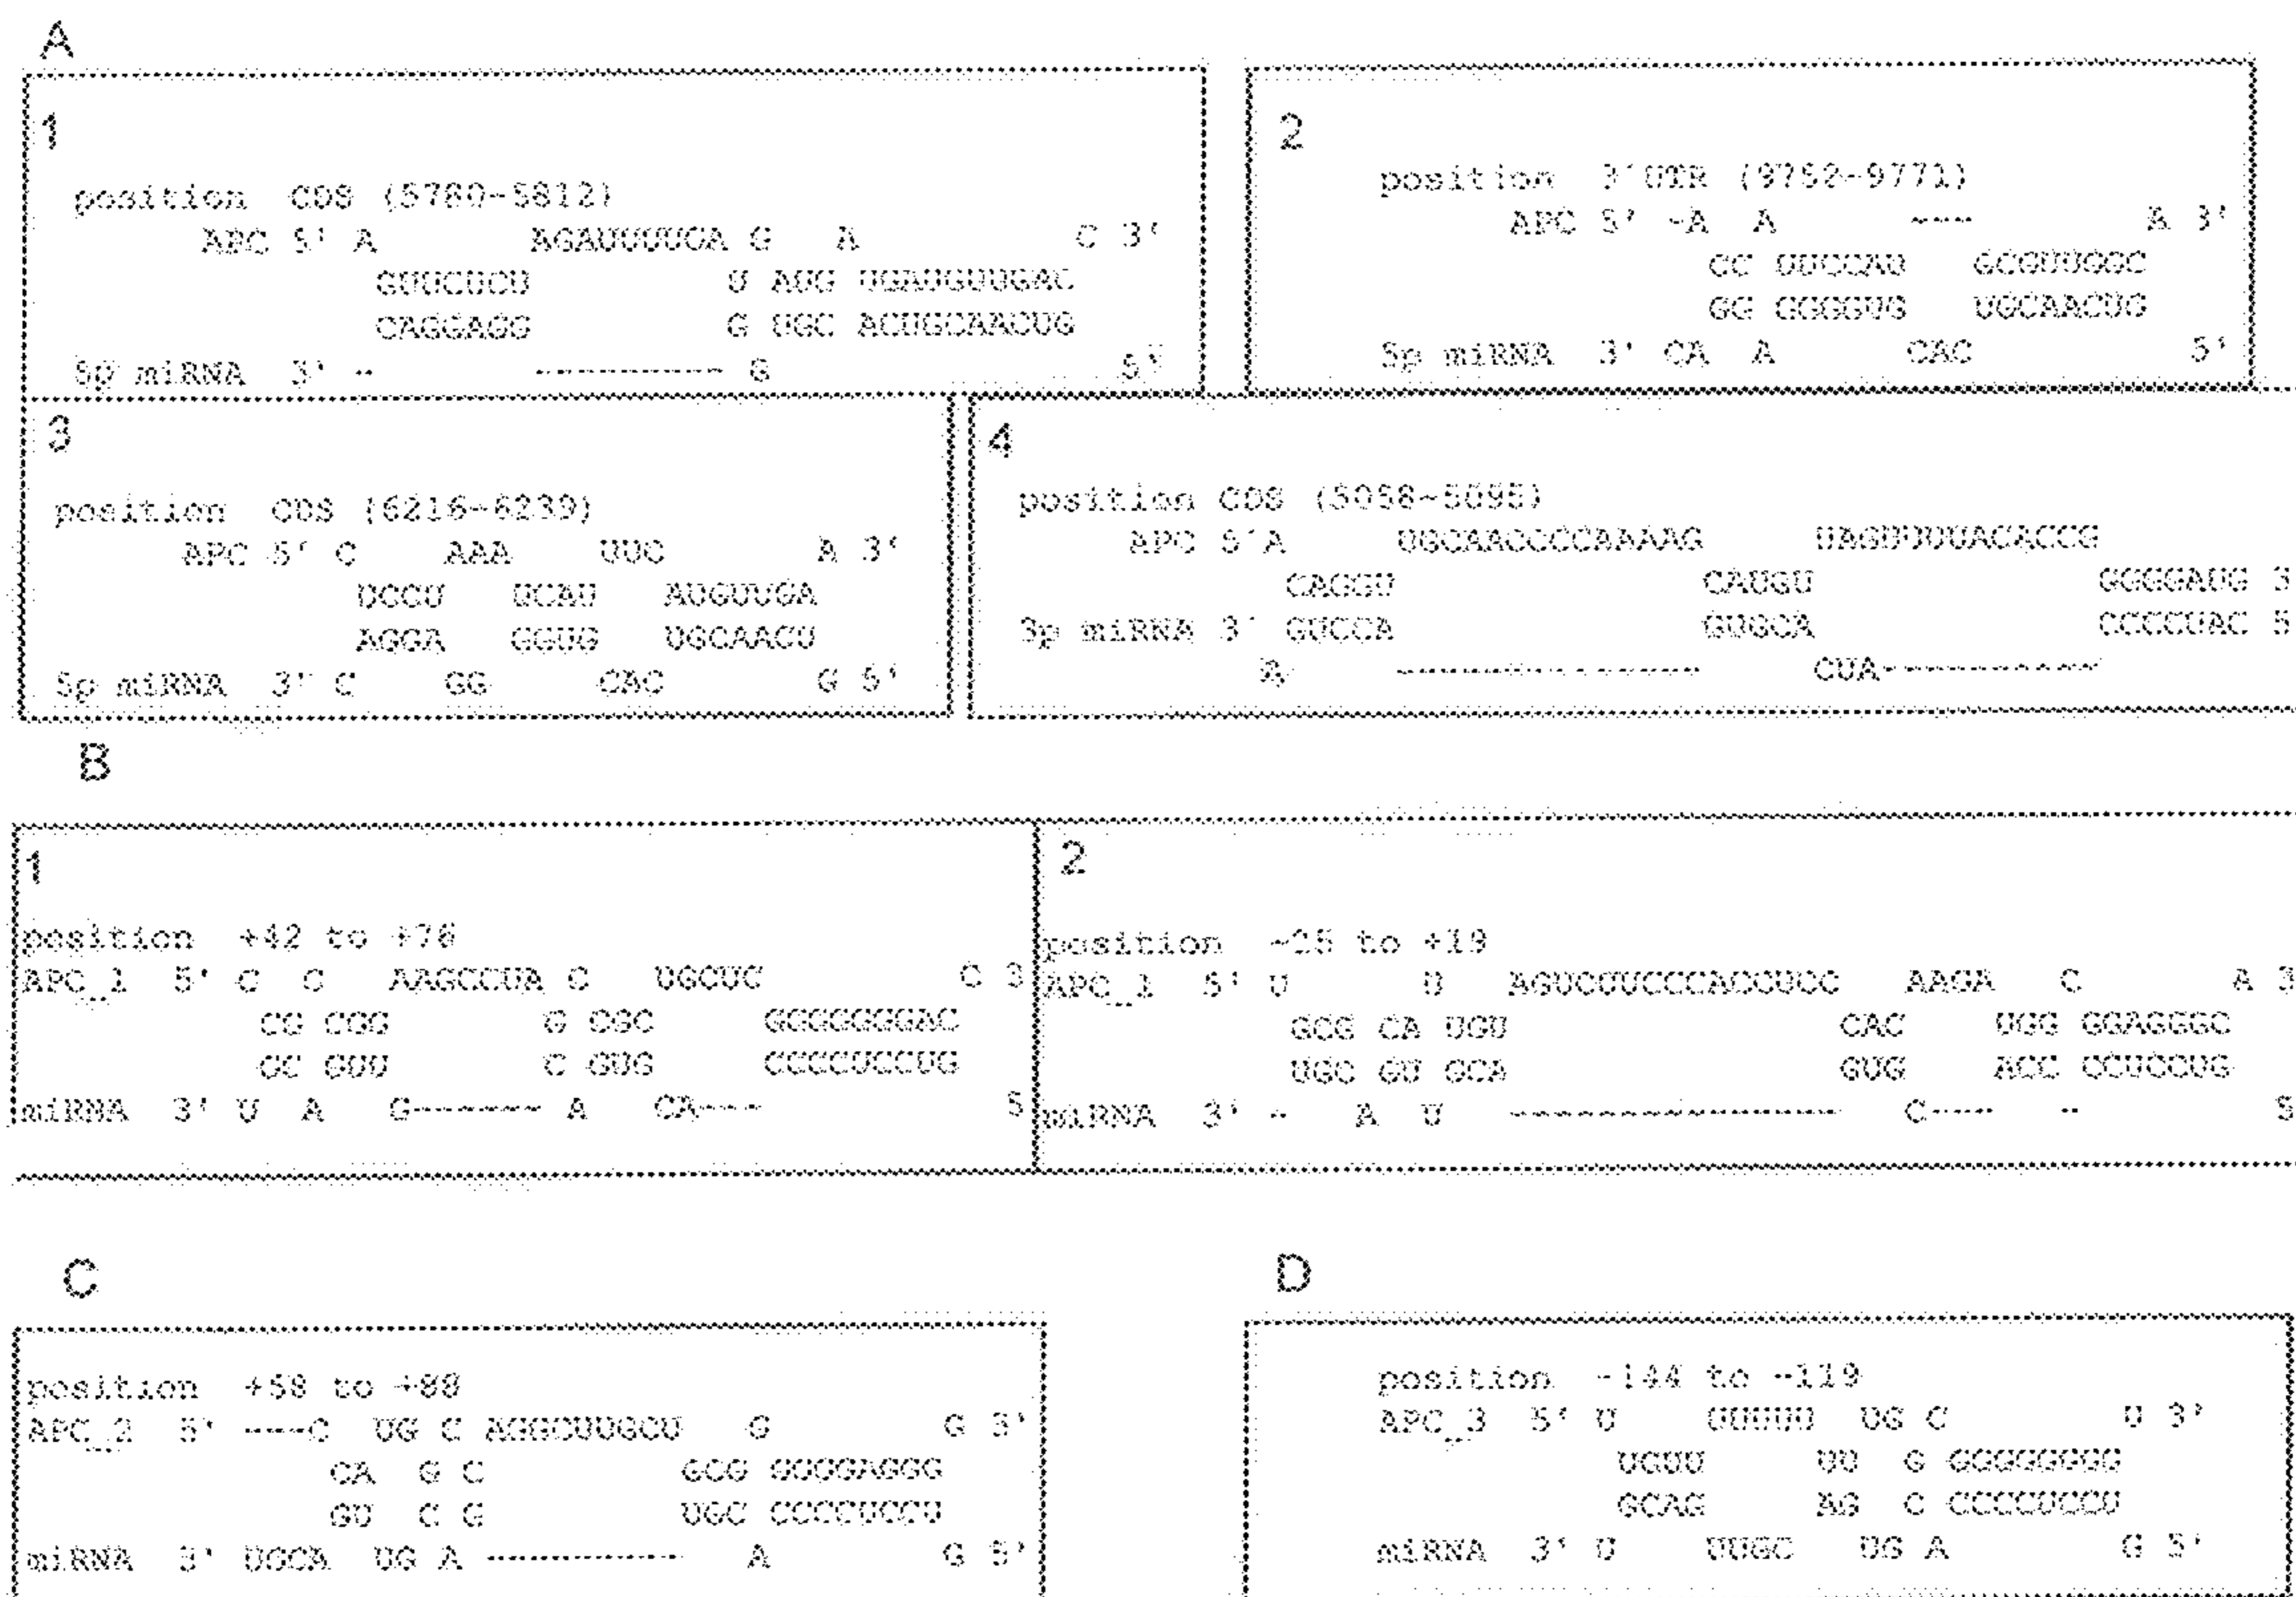 A
1
position CDS (5780-5812)
APC 5' A AGAUUUUCA G A C 3'
GUUCUCU U AUG UGAUGUUGAC
CAGGAGG G UGC ACUGCAACUG
5p miRNA 3' - ---------- G 5'
2
position 3'UTR (9752-9771)
APC 5' -A A --- A 3'
CC UUCCAU GCGUUGGC
GG GGGGUG UGCAACUG
5p miRNA 3' CA A CAC 5'
3
position CDS (6216-6239)
APC 5' C AAA UUC A 3'
UCCU UCAU AUGUUGA
AGGA GGUG UGCAACU
5p miRNA 3' C GG CAC G 5'
4
position CDS (5058-5095)
APC 5'A UGCAACCCCAAAAG UAGUUUUACACCG
CAGGU CAUGU GGGGAUG 3
3p miRNA 3' GUCCA GUGCA CCCCUAC 5
A -------------- CUA----------
B
1
position +42 to +76
APC_1 5' C C AAGCCUA C UGCUC C 3
CG CGG G CGC GGGGGGGAC
GC GUU C GUG CCCCUCCUG
miRNA 3' U A G------- A CA--- 5
2
position -15 to +19
APC_1 5' U U AGUCCUCCCACCUCC AAGA C A 3
GCG CA UGU CAC UGG GGAGGGC
UGC GU GCA GUG ACC CCUCCUG
miRNA 3' - A U --------------- C---- - 5
C
position +58 to +88
APC_2 5' ----C UG C AGGCUUGCU G G 3'
CA G C GCG GGGGAGGG
GU C G UGC CCCCUCCU
miRNA 3' UGCA UG A --------- A G 5'
D
position -144 to -119
APC_3 5' U UUUUU UG C U 3'
UGUU UU G GGGGGGGG
GCAG AG C CCCCUCCU
miRNA 3' U UUGC UG A G 5'